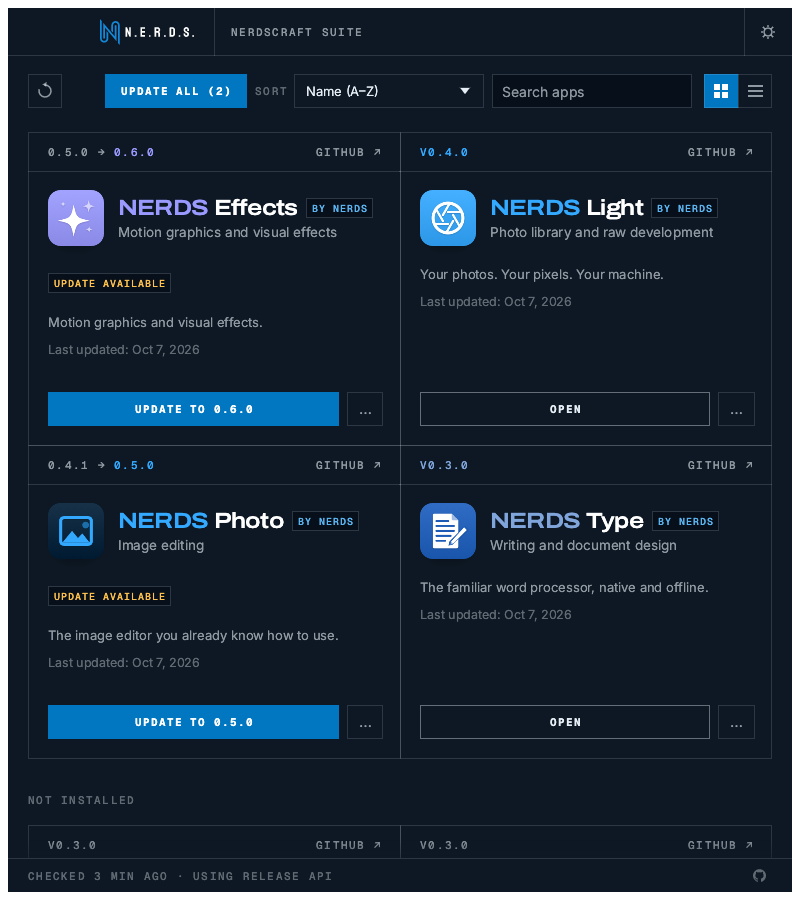 N.E.R.D.S. NERDSCRAFT SUITE
UPDATE ALL (2) SORT Name (A–Z) Search apps
0.5.0 → 0.6.0 GITHUB ↗
NERDS Effects BY NERDS
Motion graphics and visual effects
UPDATE AVAILABLE
Motion graphics and visual effects.
Last updated: Oct 7, 2026
UPDATE TO 0.6.0 ...
V0.4.0 GITHUB ↗
NERDS Light BY NERDS
Photo library and raw development
Your photos. Your pixels. Your machine.
Last updated: Oct 7, 2026
OPEN ...
0.4.1 → 0.5.0 GITHUB ↗
NERDS Photo BY NERDS
Image editing
UPDATE AVAILABLE
The image editor you already know how to use.
Last updated: Oct 7, 2026
UPDATE TO 0.5.0 ...
V0.3.0 GITHUB ↗
NERDS Type BY NERDS
Writing and document design
The familiar word processor, native and offline.
Last updated: Oct 7, 2026
OPEN ...
NOT INSTALLED
V0.3.0 GITHUB ↗
V0.3.0 GITHUB ↗
CHECKED 3 MIN AGO · USING RELEASE API